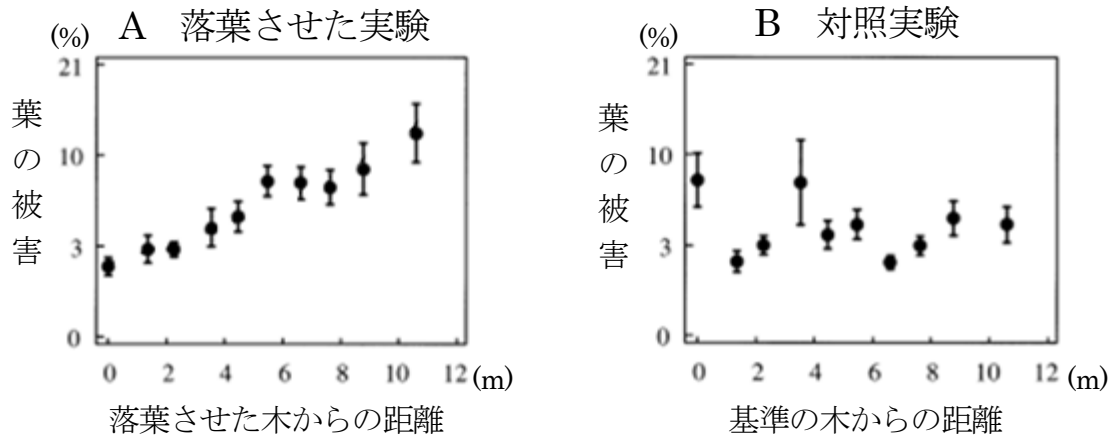 (%) A 落葉させた実験
21
10
3
0
葉の被害
0 2 4 6 8 10 12 (m)
落葉させた木からの距離
(%) B 対照実験
21
10
3
0
葉の被害
0 2 4 6 8 10 12 (m)
基準の木からの距離